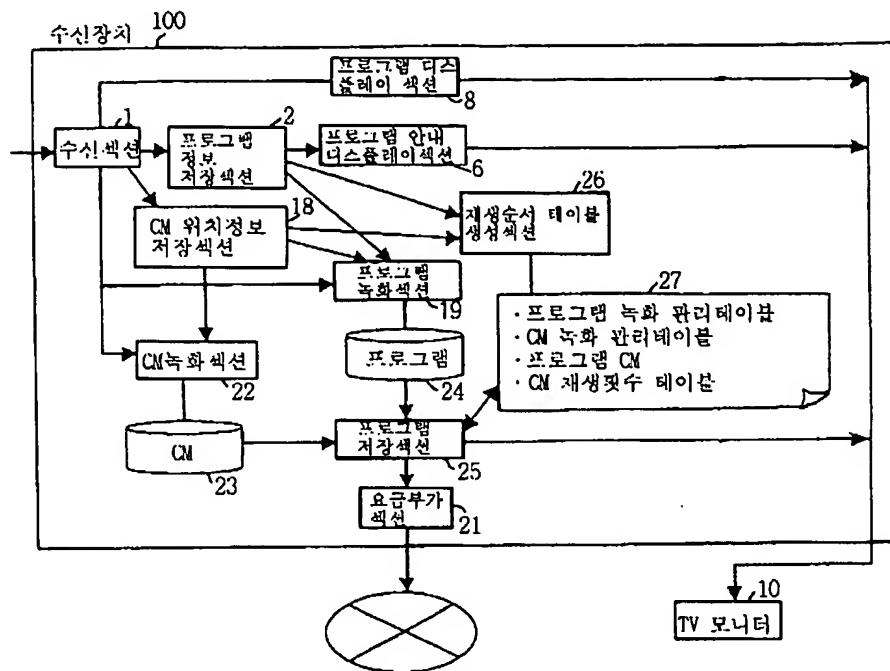 수신장치
100
프로그램 디스
플레이 섹션
8
1
수신섹션
2
프로그램
정보
저장섹션
프로그램 안내
디스플레이섹션
6
26
재생순서 테이블
생성섹션
18
CM 위치정보
저장섹션
프로그램
녹화섹션
19
27
· 프로그램 녹화 관리테이블
· CM 녹화 관리테이블
· 프로그램 CM
· CM 재생횟수 테이블
CM녹화섹션
22
프로그램
24
CM
23
프로그램
저장섹션
25
요금부가
섹션
21
10
TV 모니터